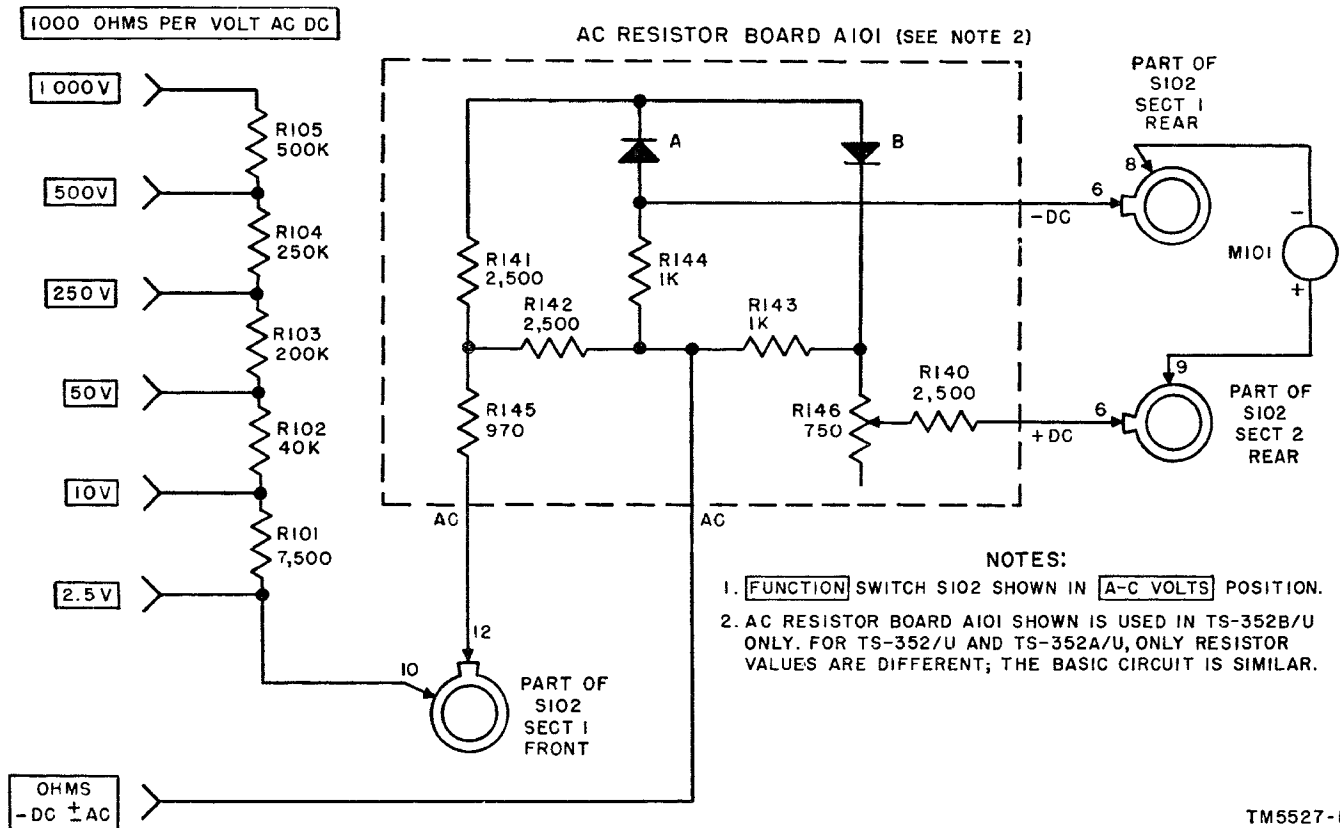 1000 OHMS PER VOLT AC DC
AC RESISTOR BOARD A101 (SEE NOTE 2)
1000V
R105
500K
500V
R104
250K
250V
R103
200K
50V
R102
40K
10V
R101
7,500
2.5V
10
12
PART OF
S102
SECT 1
FRONT
OHMS
-DC ± AC
A
B
R141
2,500
R142
2,500
R144
1K
R143
1K
R145
970
R146
750
R140
2,500
AC
AC
6
-DC
6
+DC
PART OF
S102
SECT 1
REAR
8
-
M101
+
9
PART OF
S102
SECT 2
REAR
NOTES:
1. FUNCTION SWITCH S102 SHOWN IN A-C VOLTS POSITION.
2. AC RESISTOR BOARD A101 SHOWN IS USED IN TS-352B/U
ONLY. FOR TS-352/U AND TS-352A/U, ONLY RESISTOR
VALUES ARE DIFFERENT; THE BASIC CIRCUIT IS SIMILAR.